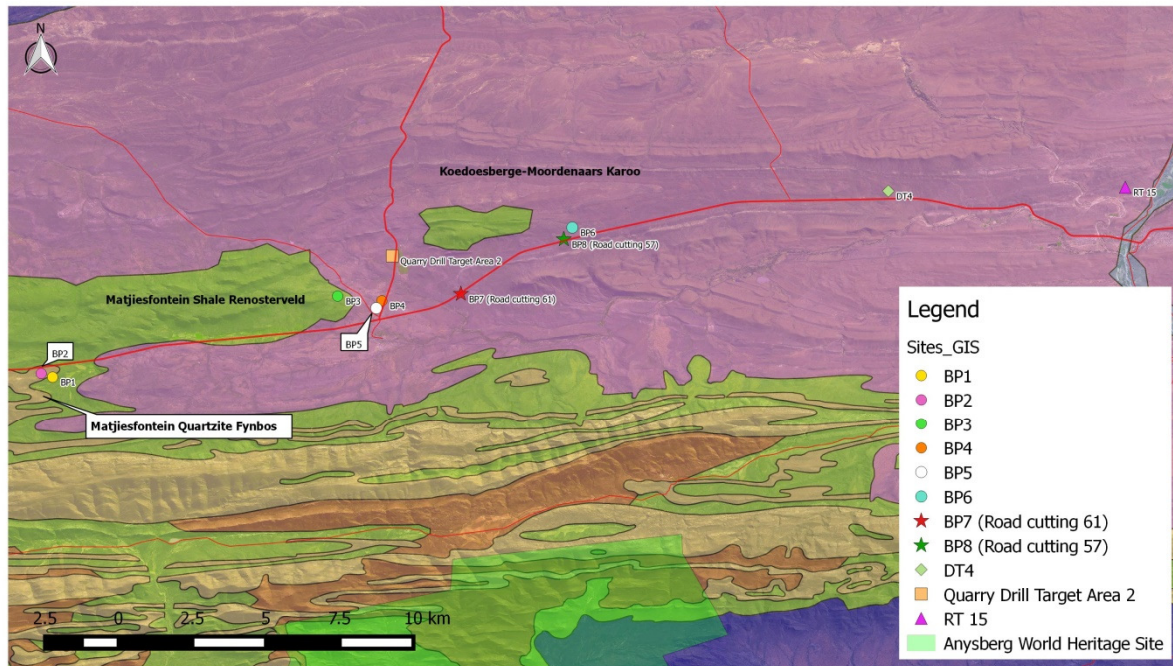 N
Koedoesberge-Moordenaars Karoo
DT4
RT 15
BP6
BP8 (Road cutting 57)
Quarry Drill Target Area 2
Matjiesfontein Shale Renosterveld
BP3
BP4
BP7 (Road cutting 61)
BP5
BP2
BP1
Matjiesfontein Quartzite Fynbos
2.5 0 2.5 5 7.5 10 km
Legend
Sites_GIS
BP1
BP2
BP3
BP4
BP5
BP6
BP7 (Road cutting 61)
BP8 (Road cutting 57)
DT4
Quarry Drill Target Area 2
RT 15
Anysberg World Heritage Site